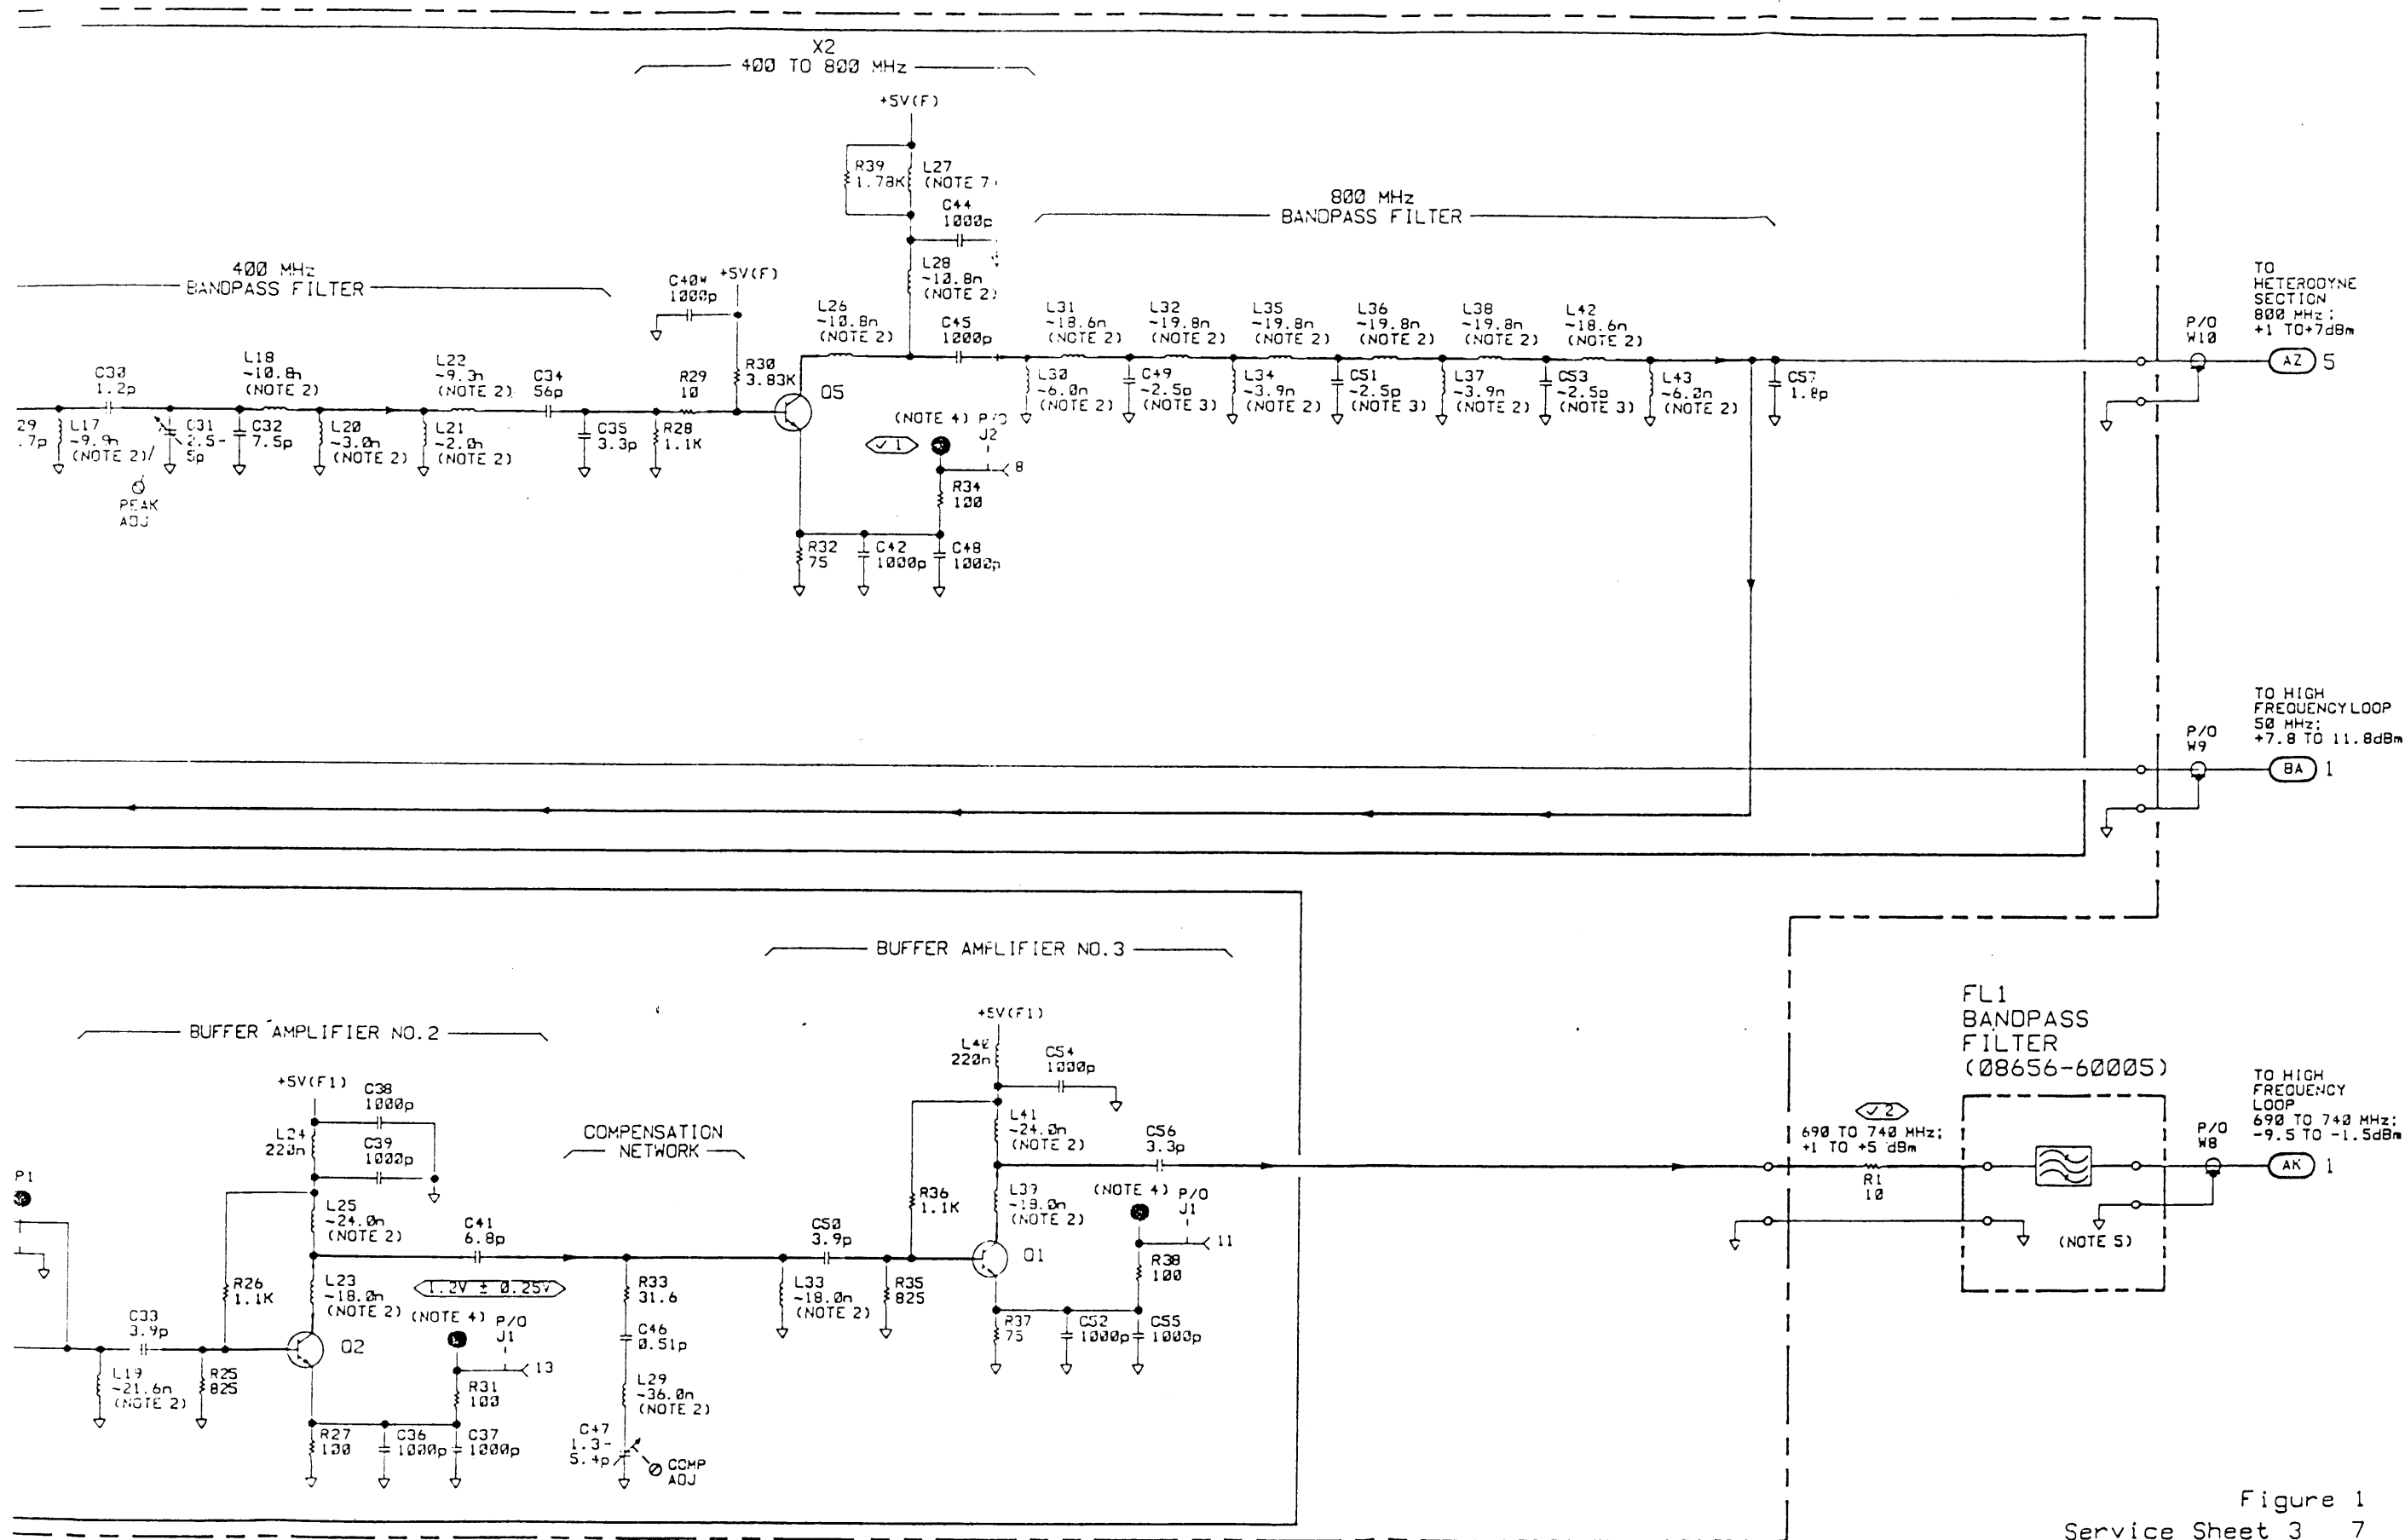 X2
400 TO 800 MHz
+5V(F)
R39
1.78K
L27
(NOTE 7)
C44
1000p
L28
~10.8n
(NOTE 2)
800 MHz
BANDPASS FILTER
400 MHz
BANDPASS FILTER
C40*
1000p
+5V(F)
L26
~10.8n
(NOTE 2)
C45
1000p
L31
~18.6n
(NOTE 2)
L32
~19.8n
(NOTE 2)
L35
~19.8n
(NOTE 2)
L36
~19.8n
(NOTE 2)
L38
~19.8n
(NOTE 2)
L42
~18.6n
(NOTE 2)
P/O
W10
TO
HETERODYNE
SECTION
800 MHz;
+1 TO+7dBm
AZ 5
C30
1.2p
L18
~10.8n
(NOTE 2)
L22
~9.3n
(NOTE 2)
C34
56p
R29
10
R30
3.83K
Q5
L30
~6.0n
(NOTE 2)
C49
~2.5p
(NOTE 3)
L34
~3.9n
(NOTE 2)
C51
~2.5p
(NOTE 3)
L37
~3.9n
(NOTE 2)
C53
~2.5p
(NOTE 3)
L43
~6.0n
(NOTE 2)
C57
1.8p
29
.7p
L17
~9.9n
(NOTE 2)
C31
2.5-
5p
C32
7.5p
L20
~3.0n
(NOTE 2)
L21
~2.0n
(NOTE 2)
C35
3.3p
R28
1.1K
PEAK
ADJ
(NOTE 4)
P/O
J2
✓1
8
R34
100
R32
75
C42
1000p
C48
1000p
TO HIGH
FREQUENCY LOOP
50 MHz;
+7.8 TO 11.8dBm
P/O
W9
BA 1
BUFFER AMPLIFIER NO.3
BUFFER AMPLIFIER NO.2
+5V(F1)
L40
220n
C54
1000p
+5V(F1)
C38
1000p
L24
220n
C39
1000p
COMPENSATION
NETWORK
L41
~24.0n
(NOTE 2)
C56
3.3p
FL1
BANDPASS
FILTER
(08656-60005)
✓2
690 TO 740 MHz;
+1 TO +5 dBm
R1
10
P/O
W8
TO HIGH
FREQUENCY
LOOP
690 TO 740 MHz;
-9.5 TO -1.5dBm
AK 1
(NOTE 5)
P1
L25
~24.0n
(NOTE 2)
C41
6.8p
C50
3.9p
R36
1.1K
L39
~18.0n
(NOTE 2)
(NOTE 4)
P/O
J1
11
Q1
R38
100
R26
1.1K
L23
~18.0n
(NOTE 2)
1.2V ± 0.25V
(NOTE 4)
P/O
J1
13
R33
31.6
L33
~18.0n
(NOTE 2)
R35
825
C33
3.9p
Q2
C46
0.51p
R37
75
C52
1000p
C55
1000p
L19
~21.6n
(NOTE 2)
R25
825
R31
100
L29
~36.0n
(NOTE 2)
R27
100
C36
1000p
C37
1000p
C47
1.3-
5.4p
COMP
ADJ
Figure 1
Service Sheet 3 7